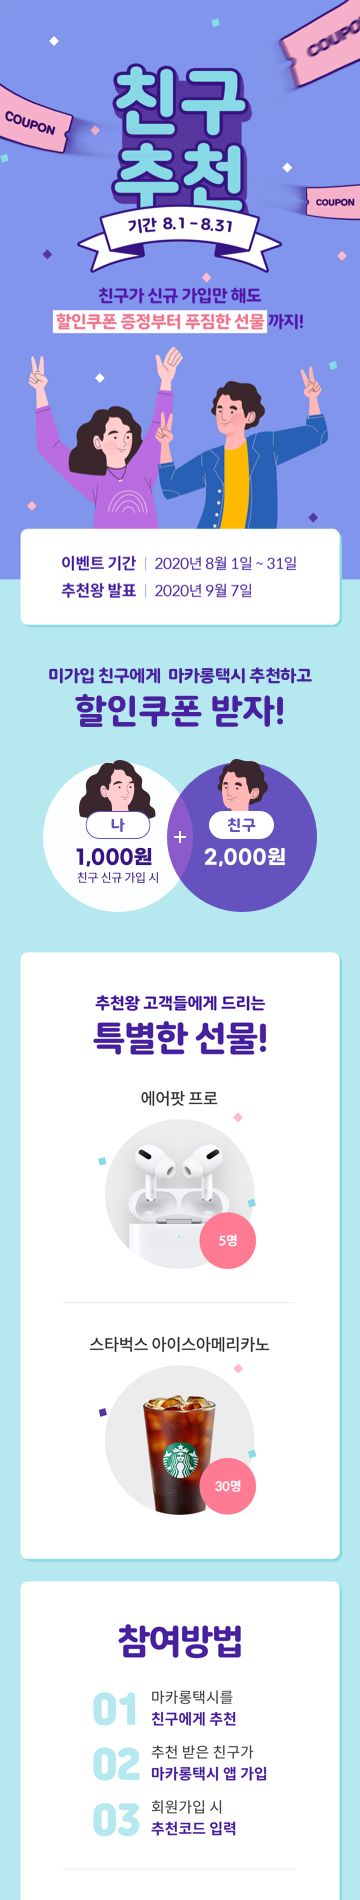 COUPON
COUPON
친구
추천
COUPON
기간 8.1 - 8.31
친구가 신규 가입만 해도
할인쿠폰 증정부터 푸짐한 선물 까지!
이벤트 기간 | 2020년 8월 1일 ~ 31일
추천왕 발표 | 2020년 9월 7일
미가입 친구에게 마카롱택시 추천하고
할인쿠폰 받자!
나
친구
1,000원
+
2,000원
친구 신규 가입 시
추천왕 고객들에게 드리는
특별한 선물!
에어팟 프로
5명
스타벅스 아이스아메리카노
30명
참여방법
01 마카롱택시를
친구에게 추천
02 추천 받은 친구가
마카롱택시 앱 가입
03 회원가입 시
추천코드 입력